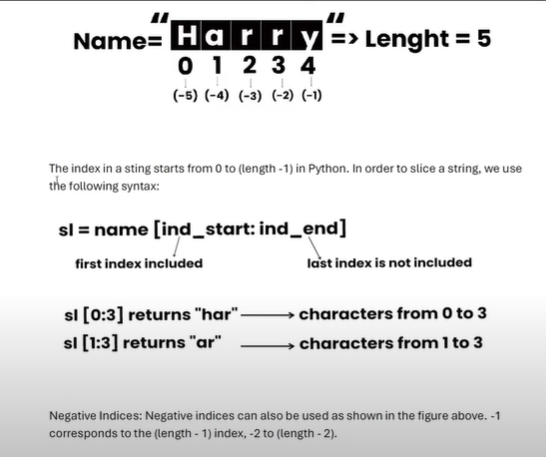 Name= “Harry“ => Lenght = 5
0 1 2 3 4
(-5) (-4) (-3) (-2) (-1)
The index in a sting starts from 0 to (length -1) in Python. In order to slice a string, we use
the following syntax:
sl = name [ind_start: ind_end]
first index included last index is not included
sl [0:3] returns "har" → characters from 0 to 3
sl [1:3] returns "ar" → characters from 1 to 3
Negative Indices: Negative indices can also be used as shown in the figure above. -1
corresponds to the (length - 1) index, -2 to (length - 2).